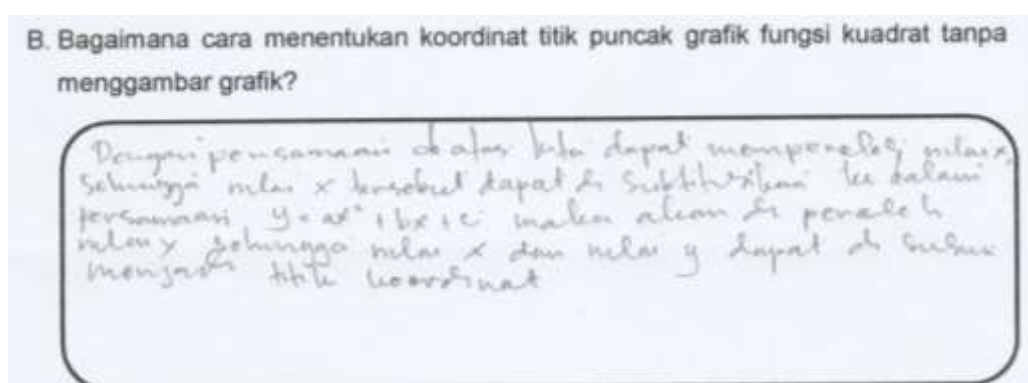 B. Bagaimana cara menentukan koordinat titik puncak grafik fungsi kuadrat tanpa
menggambar grafik?
Dengan persamaan di atas kita dapat memperoleh nilai x,
Sehingga nilai x tersebut dapat di Subtitusikan ke dalam
persamaan y = ax² + bx + c maka akan di peroleh
nilai y Sehingga nilai x dan nilai y dapat di susun
menjadi titik koordinat